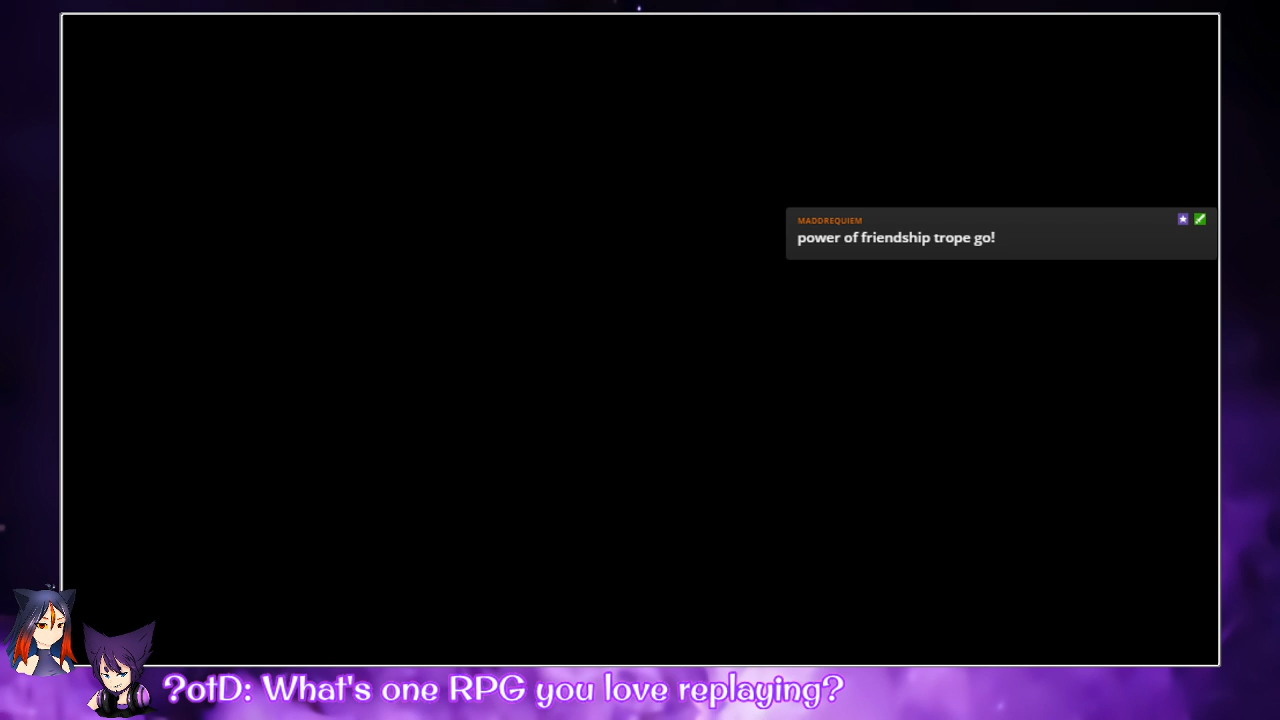 MADDREQUIEM
power of friendship trope go!
?otD: What's one RPG you love replaying?